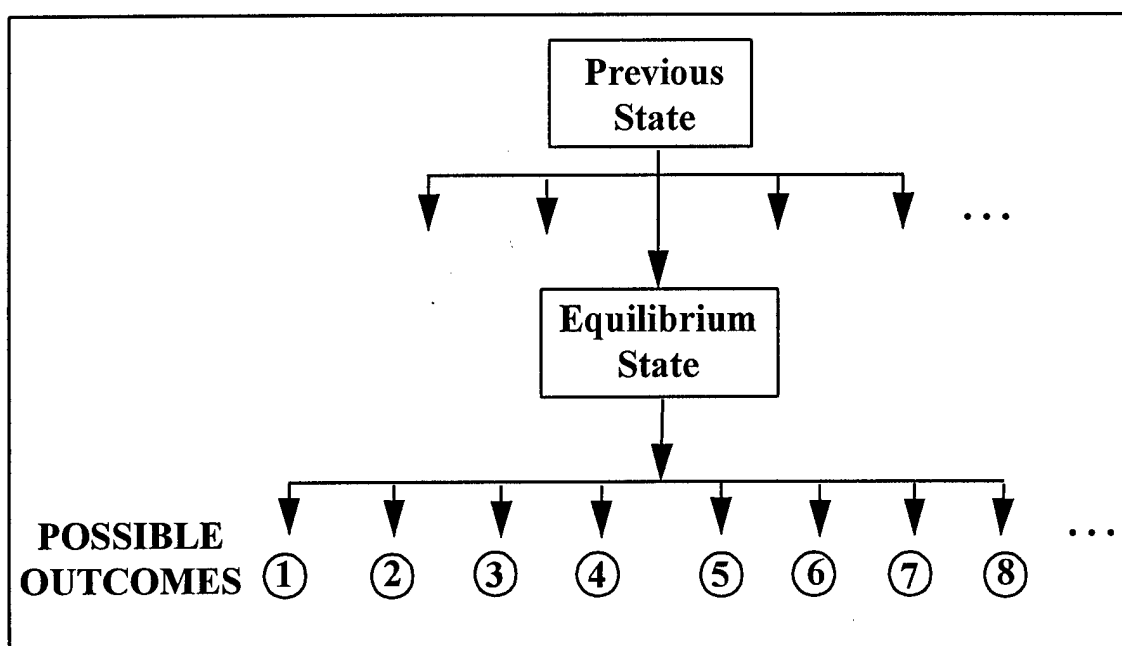 Previous
State
...
Equilibrium
State
...
POSSIBLE
OUTCOMES 1 2 3 4 5 6 7 8